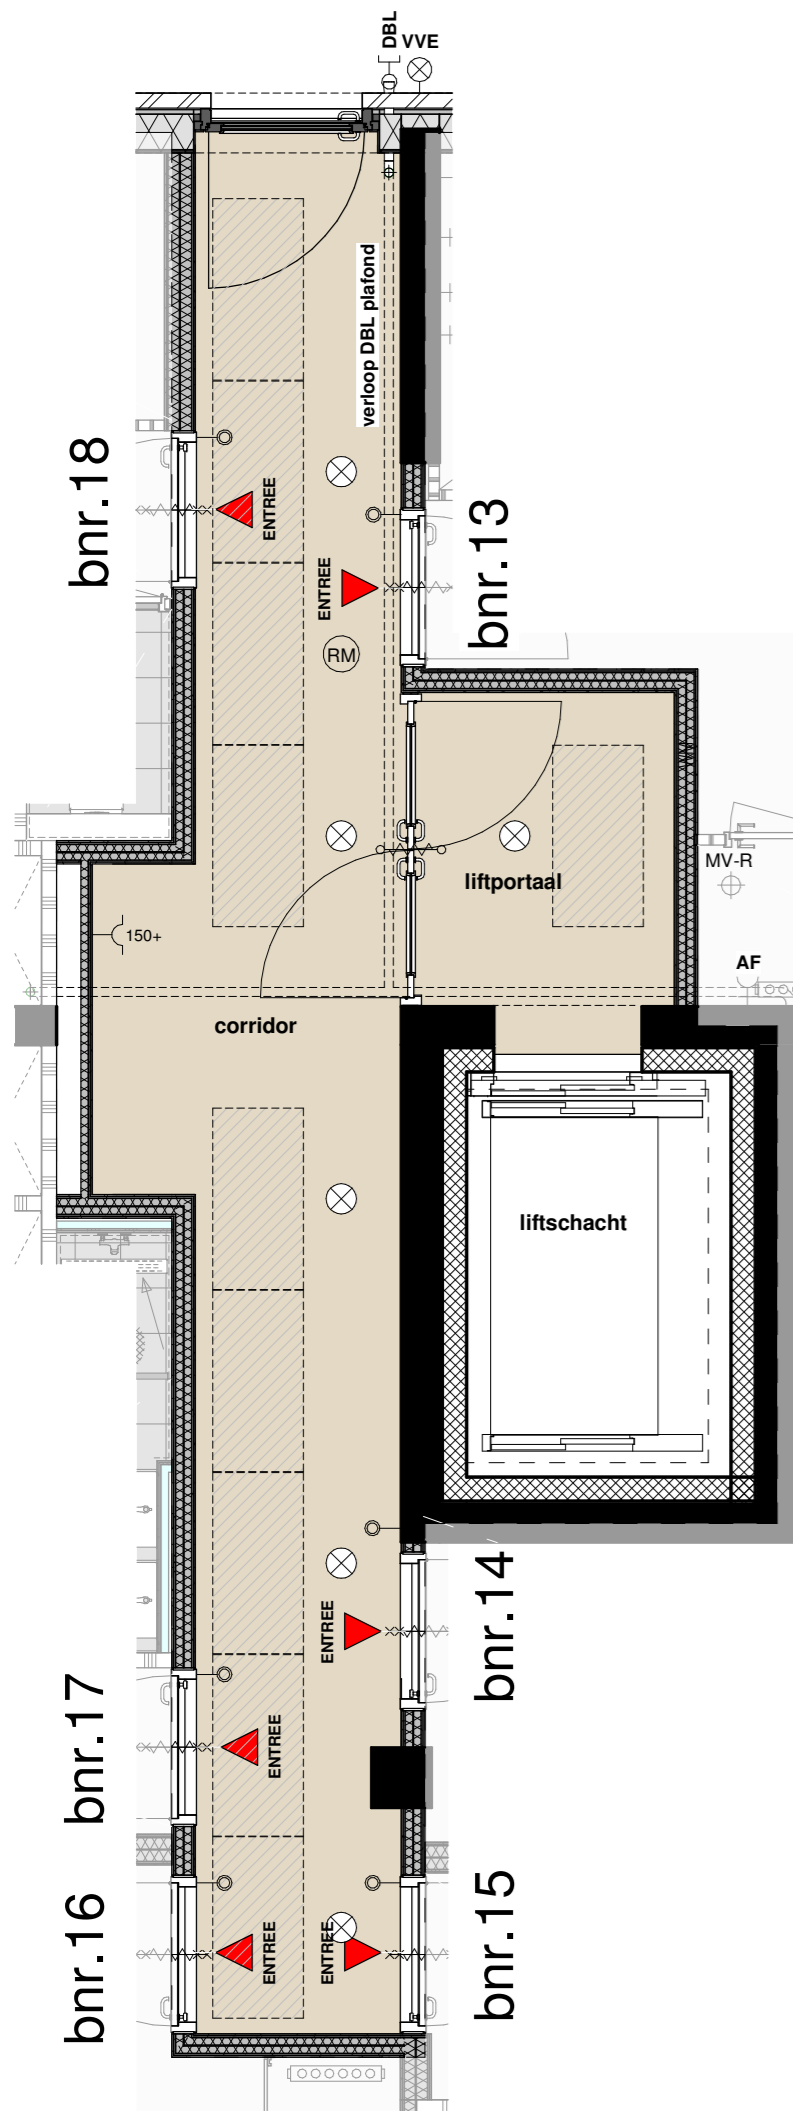 DBL
VVE
verloop DBL plafond
bnr.18
ENTREE
bnr.13
ENTREE
RM
liftportaal
MV-R
150+
AF
corridor
liftschacht
bnr.14
ENTREE
bnr.17
ENTREE
bnr.16
ENTREE
ENTREE
bnr.15